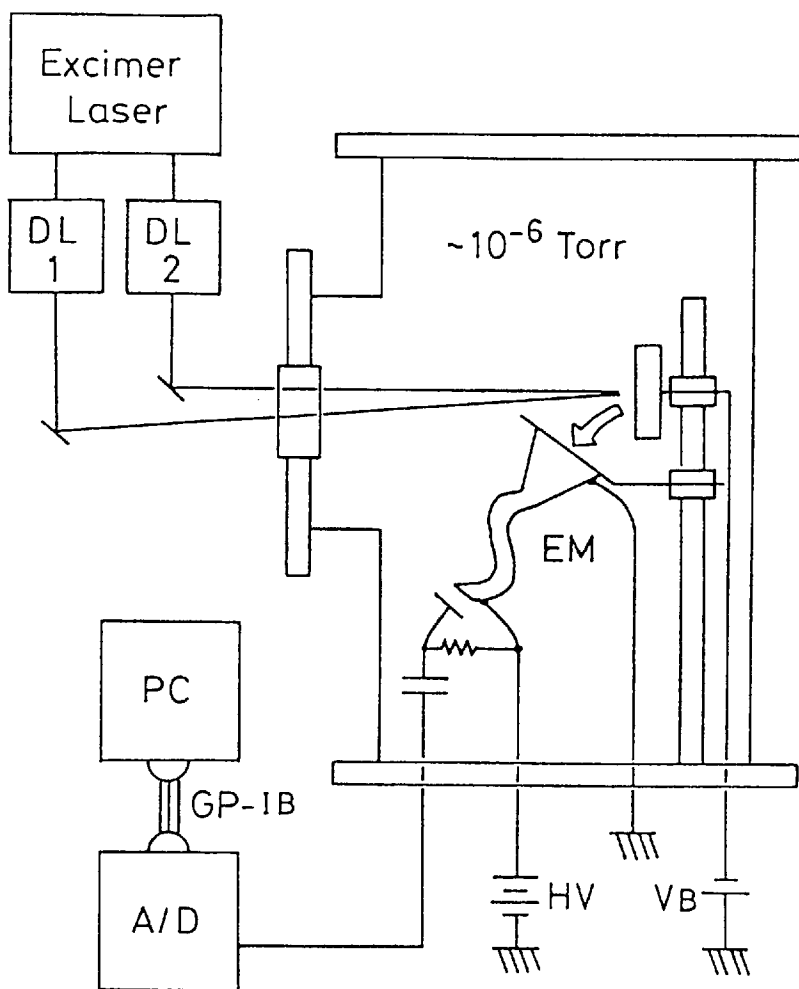 Excimer
Laser
DL
1
DL
2
~10⁻⁶ Torr
EM
PC
GP-IB
A/D
HV
VB